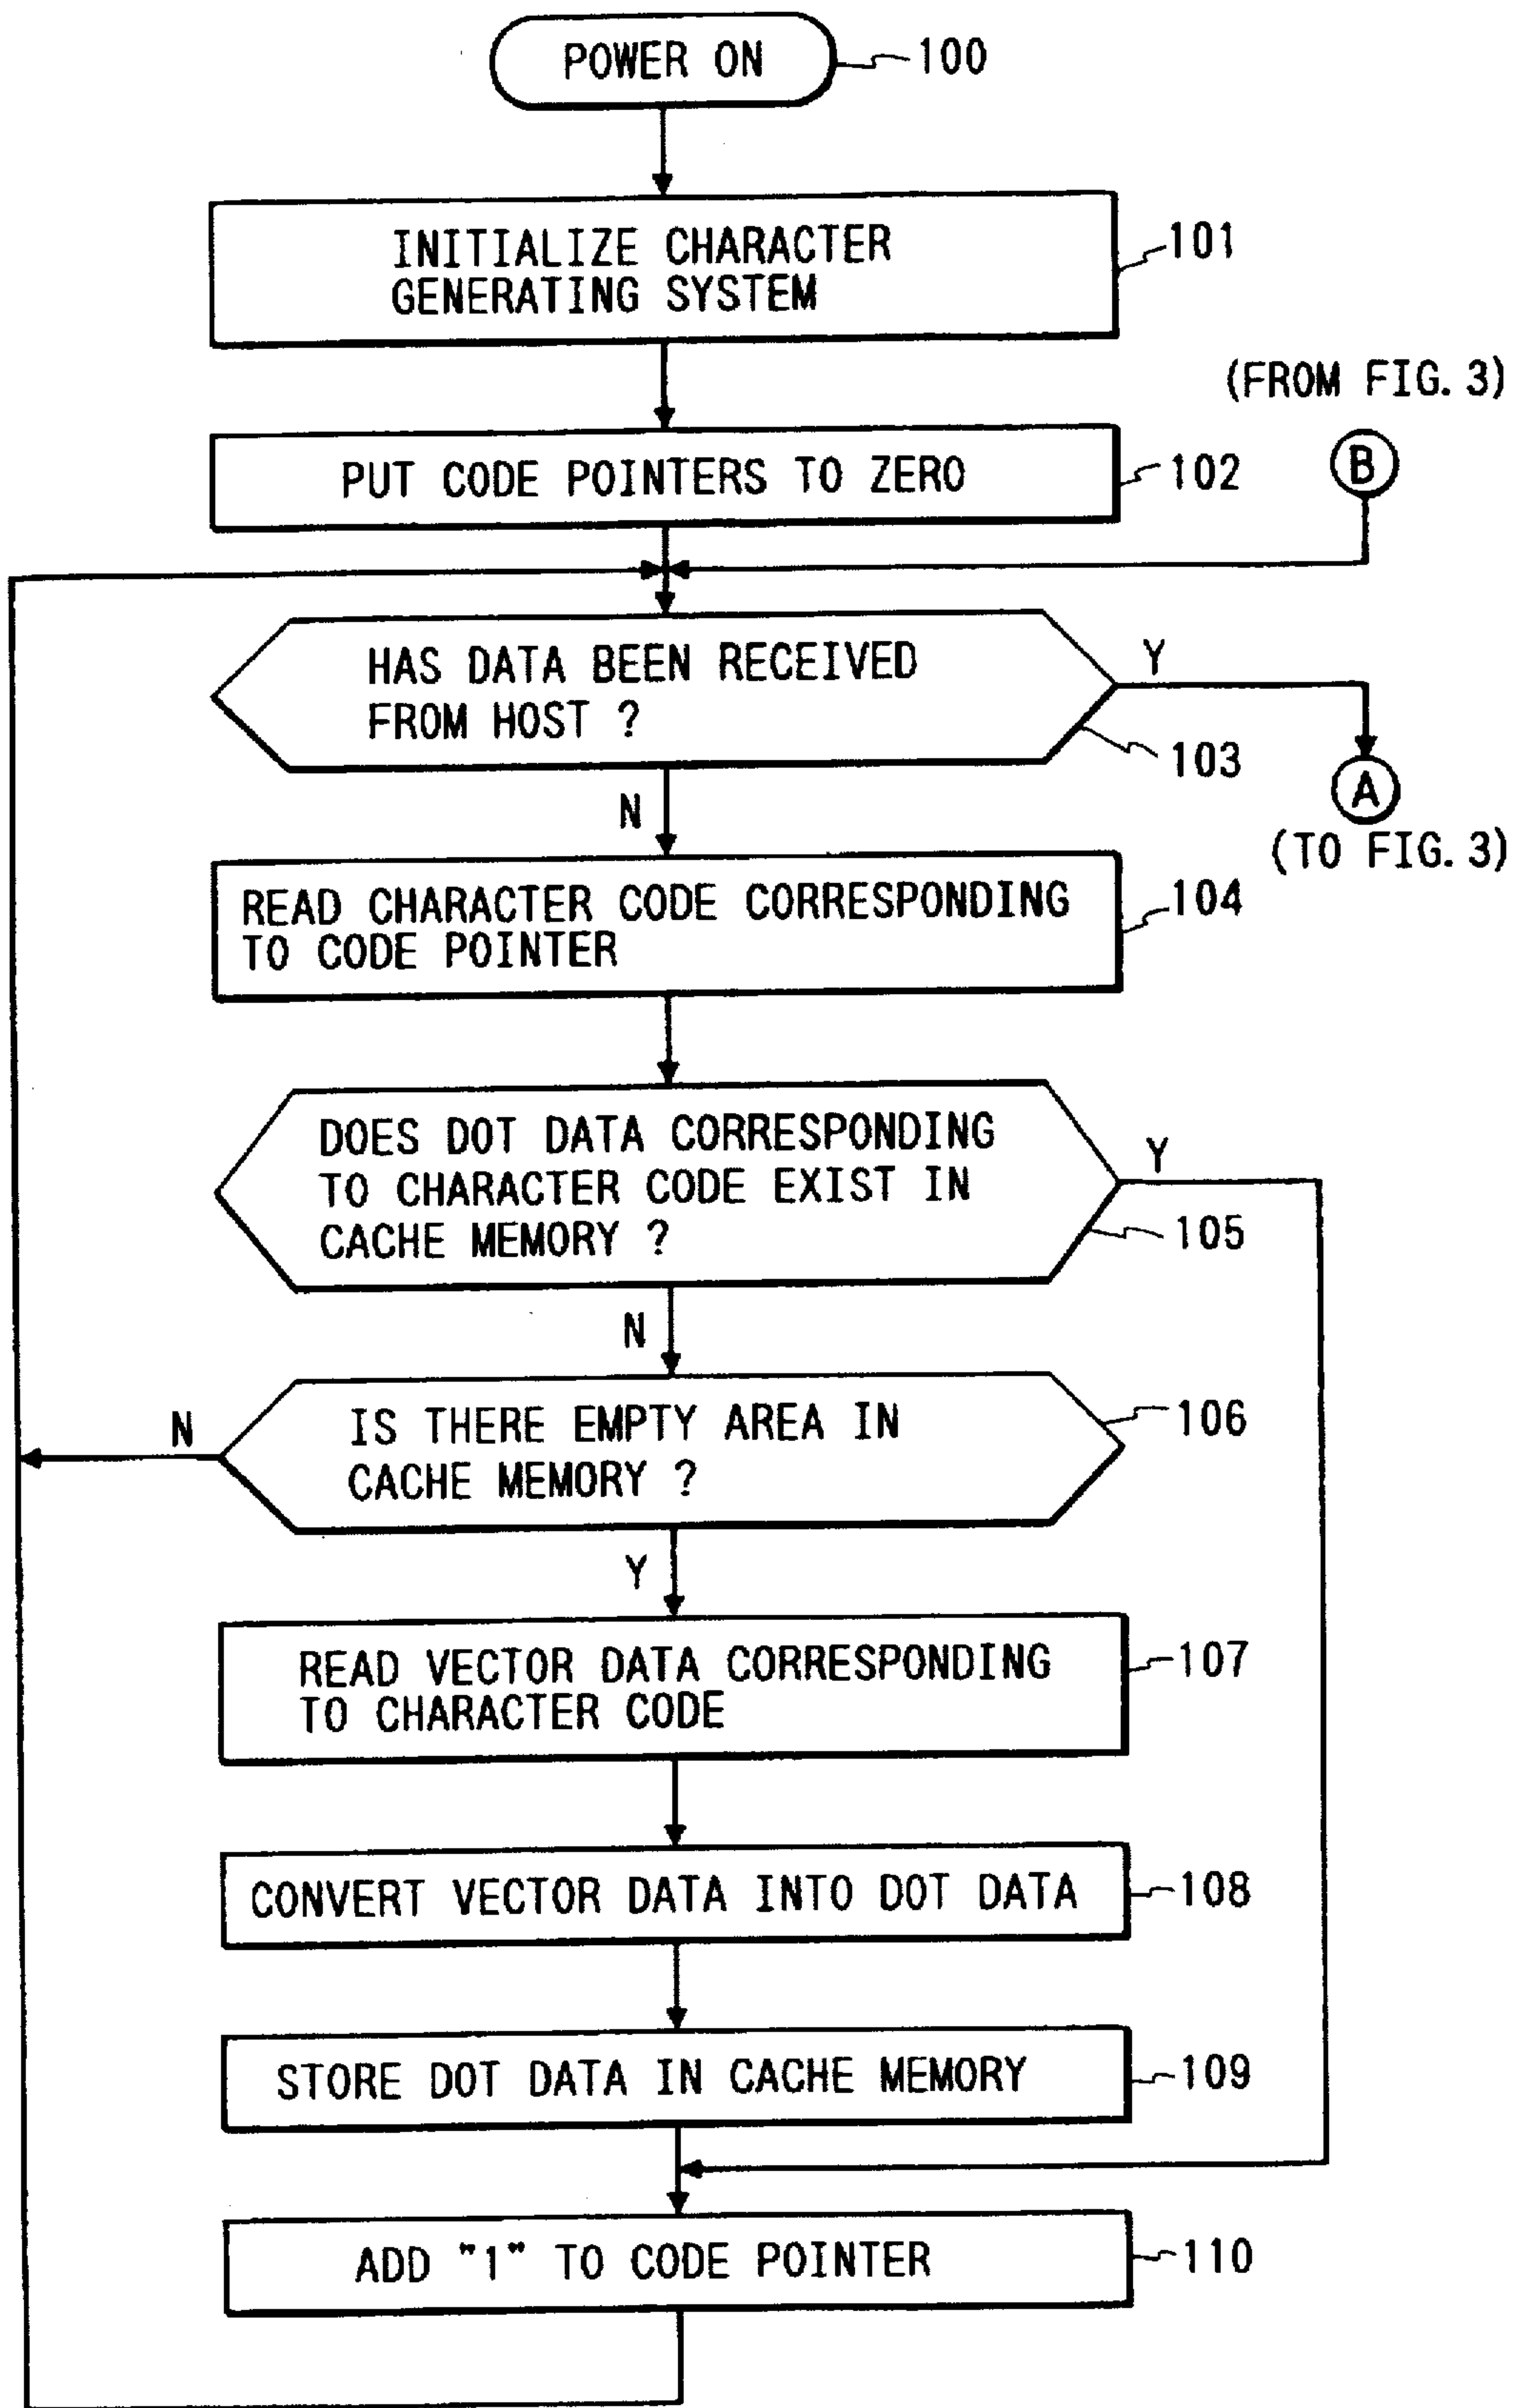 POWER ON
100
INITIALIZE CHARACTER
GENERATING SYSTEM
101
(FROM FIG. 3)
PUT CODE POINTERS TO ZERO
102
B
HAS DATA BEEN RECEIVED
FROM HOST ?
Y
103
A
N
(TO FIG. 3)
READ CHARACTER CODE CORRESPONDING
TO CODE POINTER
104
DOES DOT DATA CORRESPONDING
TO CHARACTER CODE EXIST IN
CACHE MEMORY ?
Y
105
N
IS THERE EMPTY AREA IN
CACHE MEMORY ?
106
N
Y
READ VECTOR DATA CORRESPONDING
TO CHARACTER CODE
107
CONVERT VECTOR DATA INTO DOT DATA
108
STORE DOT DATA IN CACHE MEMORY
109
ADD "1" TO CODE POINTER
110